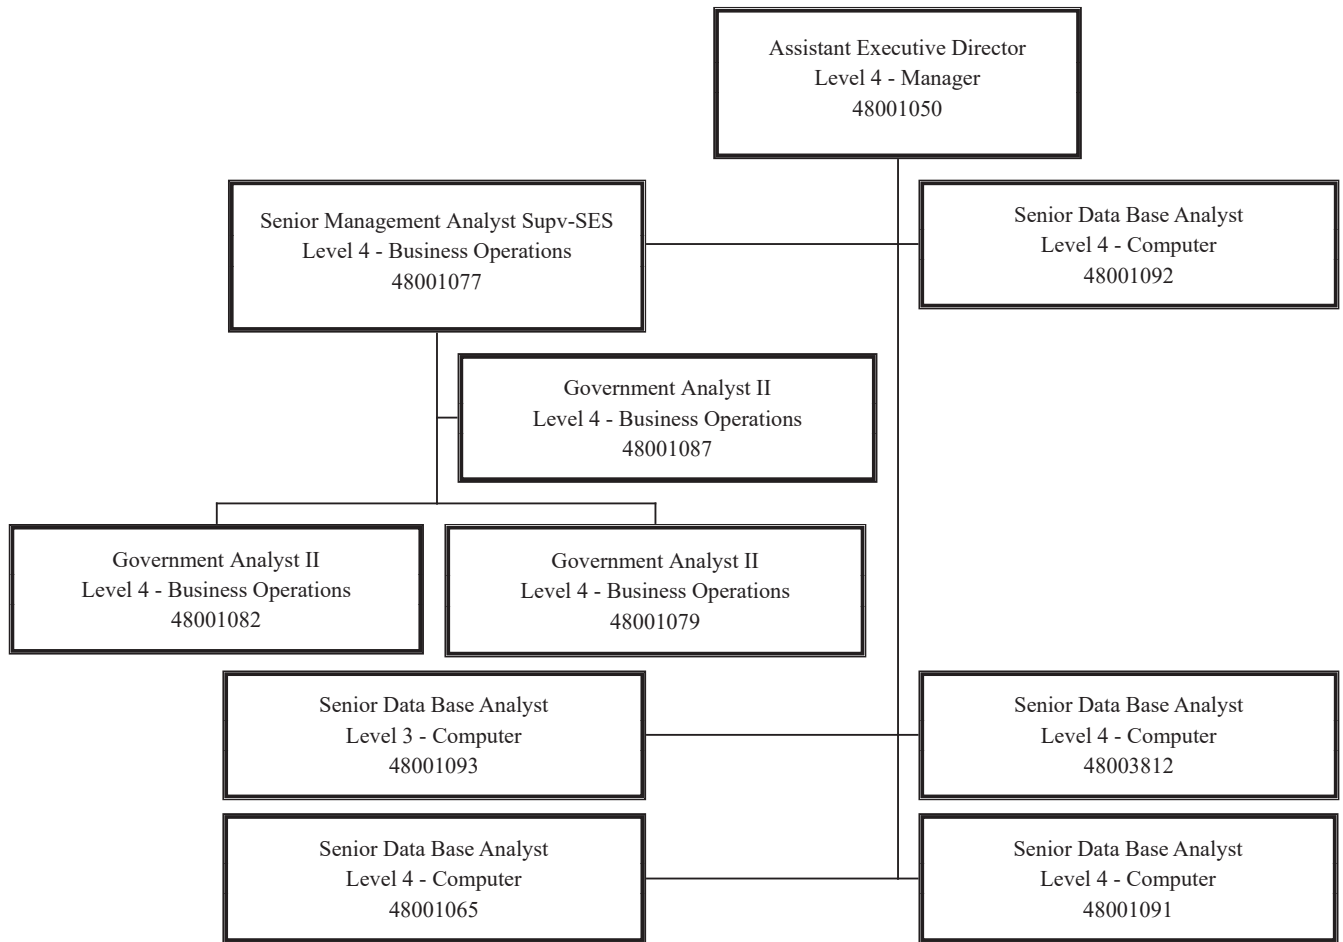 Assistant Executive Director
Level 4 - Manager
48001050
Senior Management Analyst Supv-SES
Level 4 - Business Operations
48001077
Senior Data Base Analyst
Level 4 - Computer
48001092
Government Analyst II
Level 4 - Business Operations
48001087
Government Analyst II
Level 4 - Business Operations
48001082
Government Analyst II
Level 4 - Business Operations
48001079
Senior Data Base Analyst
Level 3 - Computer
48001093
Senior Data Base Analyst
Level 4 - Computer
48003812
Senior Data Base Analyst
Level 4 - Computer
48001065
Senior Data Base Analyst
Level 4 - Computer
48001091